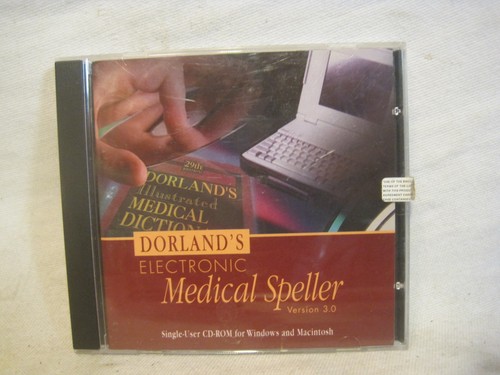 29th
DORLAND'S
Illustrated
MEDICAL
DICTION
DORLAND'S
ELECTRONIC
Medical Speller
Version 3.0
Single-User CD-ROM for Windows and Macintosh